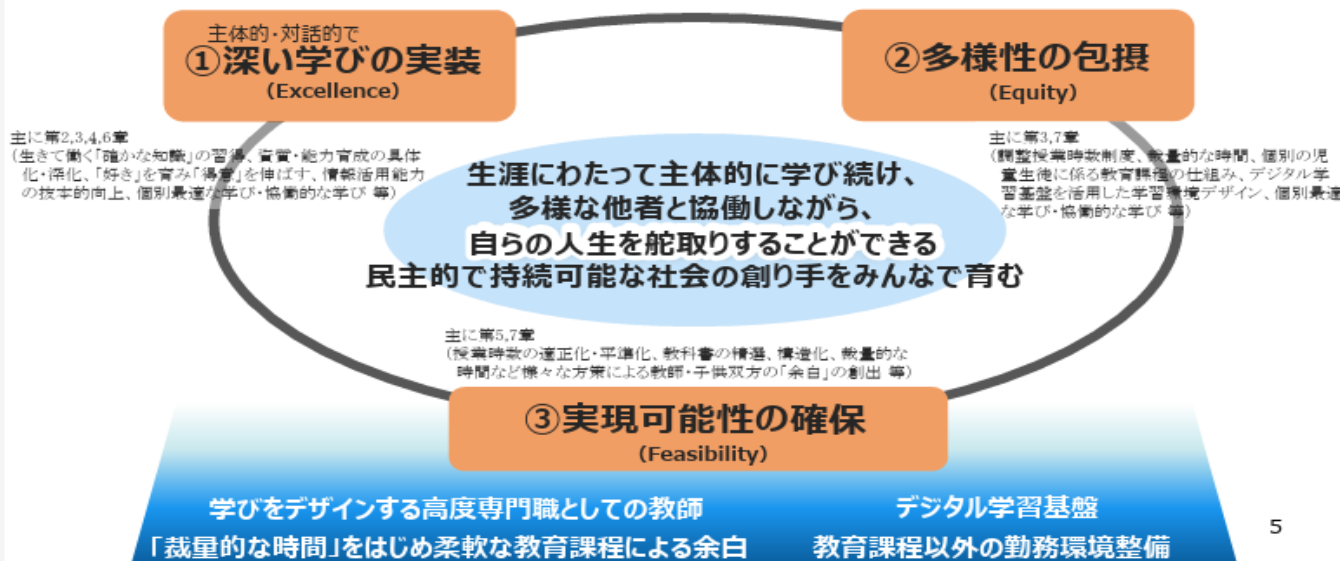 主体的・対話的で
①深い学びの実装
(Excellence)
②多様性の包摂
(Equity)
主に第2,3,4,6章
(生きて働く「確かな知識」の習得、資質・能力育成の具体
化・深化、「好き」を育み「得意」を伸ばす、情報活用能力
の抜本的向上、個別最適な学び・協働的な学び 等)
主に第3,7章
(調整授業時数制度、裁量的な時間、個別の児
童生徒に係る教育課程の仕組み、デジタル学
習基盤を活用した学習環境デザイン、個別最適
な学び・協働的な学び 等)
生涯にわたって主体的に学び続け、
多様な他者と協働しながら、
自らの人生を舵取りすることができる
民主的で持続可能な社会の創り手をみんなで育む
主に第5,7章
(授業時数の適正化・平準化、教科書の精選、構造化、裁量的な
時間など様々な方策による教師・子供双方の「余白」の創出 等)
③実現可能性の確保
(Feasibility)
学びをデザインする高度専門職としての教師
デジタル学習基盤
「裁量的な時間」をはじめ柔軟な教育課程による余白
教育課程以外の勤務環境整備
5